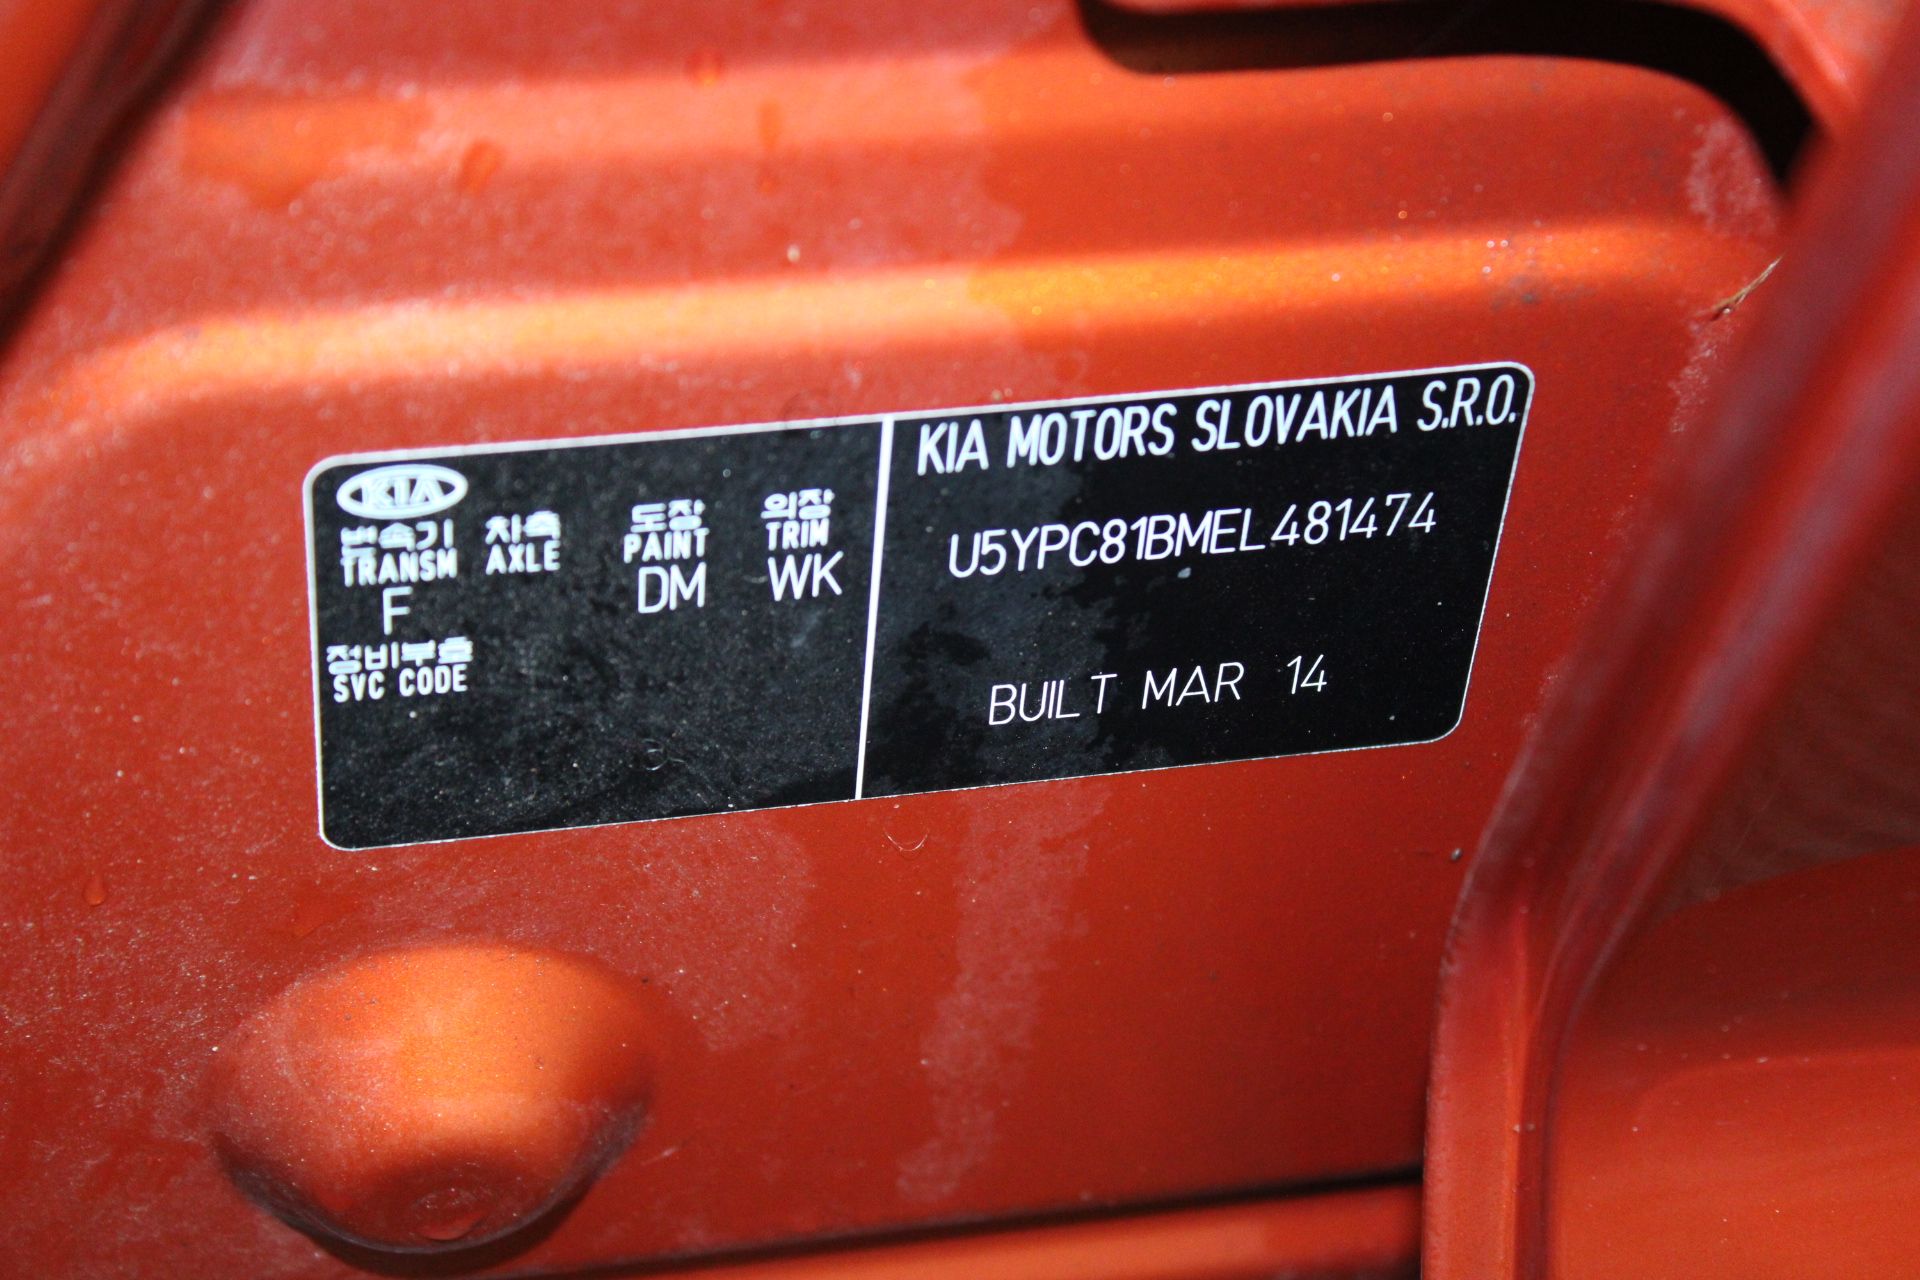 KIA
변속기 차축 도장 의장
TRANSM AXLE PAINT TRIM
F DM WK
정비부호
SVC CODE
KIA MOTORS SLOVAKIA S.R.O.
U5YPC81BMEL481474
BUILT MAR 14